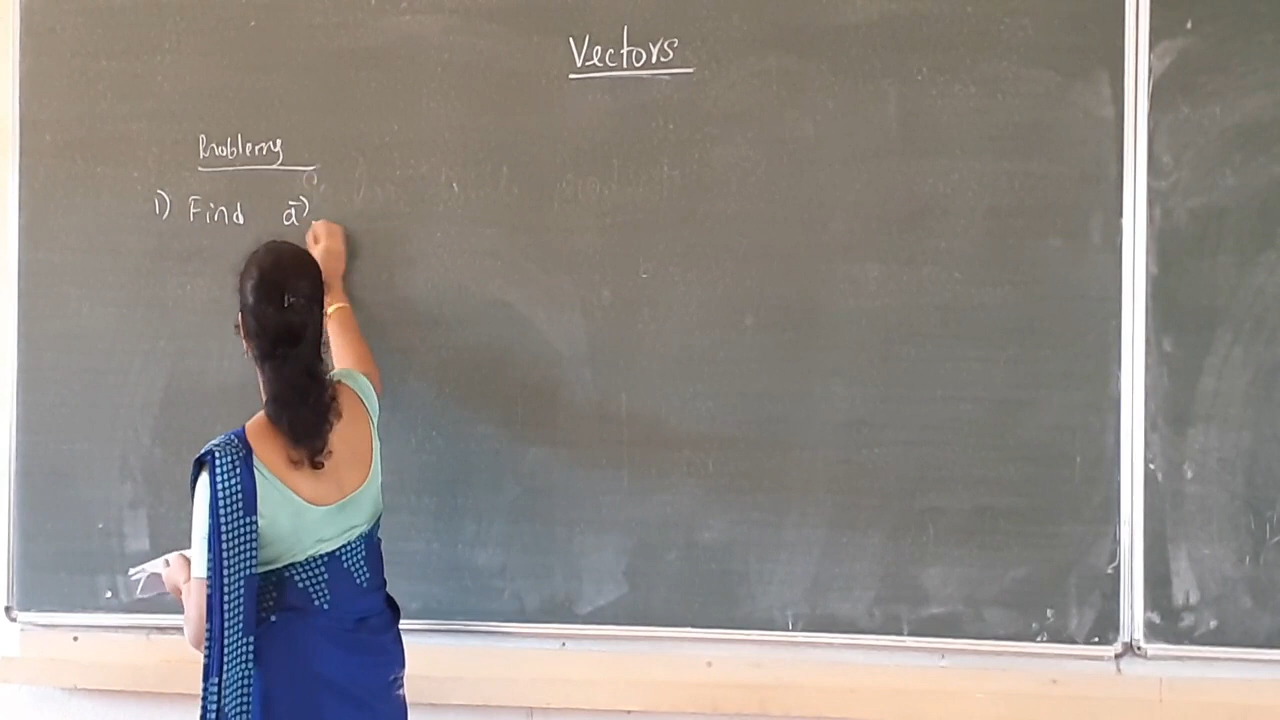 Vectors
Problems
1) Find a⃗